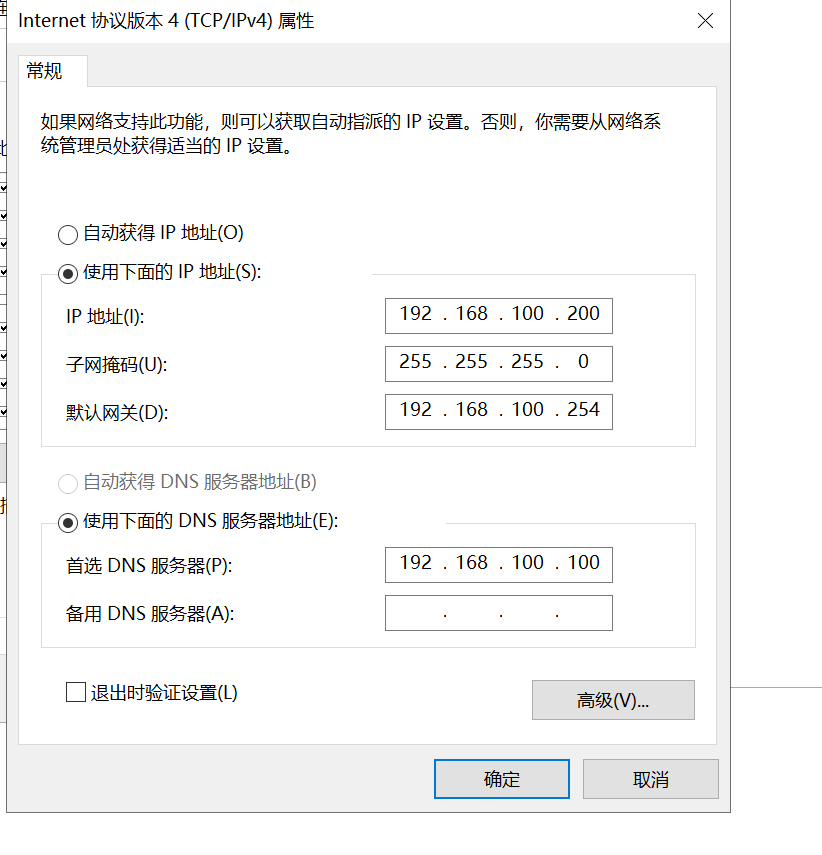 Internet 协议版本 4 (TCP/IPv4) 属性
常规
如果网络支持此功能，则可以获取自动指派的 IP 设置。否则，你需要从网络系
统管理员处获得适当的 IP 设置。
自动获得 IP 地址(O)
使用下面的 IP 地址(S):
IP 地址(I): 192 . 168 . 100 . 200
子网掩码(U): 255 . 255 . 255 . 0
默认网关(D): 192 . 168 . 100 . 254
自动获得 DNS 服务器地址(B)
使用下面的 DNS 服务器地址(E):
首选 DNS 服务器(P): 192 . 168 . 100 . 100
备用 DNS 服务器(A): . . .
退出时验证设置(L)
高级(V)...
确定 取消